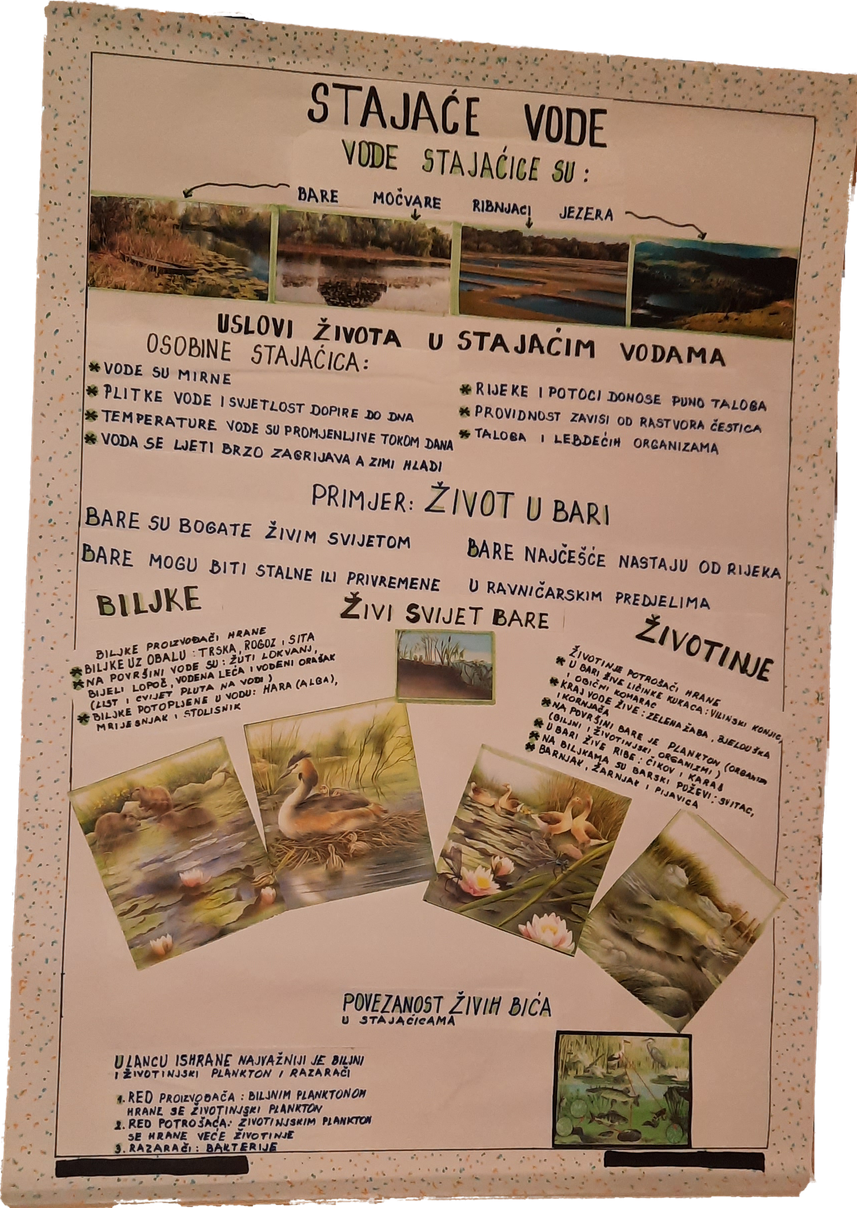 STAJAĆE VODE
VODE STAJAĆICE SU:
BARE MOČVARE RIBNJACI JEZERA
USLOVI ŽIVOTA U STAJAĆIM VODAMA
OSOBINE STAJAĆICA:
* VODE SU MIRNE
* PLITKE VODE I SVJETLOST DOPIRE DO DNA
* TEMPERATURE VODE SU PROMJENLJIVE TOKOM DANA
* VODA SE LJETI BRZO ZAGRIJAVA A ZIMI HLADI
* RIJEKE I POTOCI DONOSE PUNO TALOGA
* PROVIDNOST ZAVISI OD RASTVORA ČESTICA
* TALOGA I LEBDEĆIH ORGANIZAMA
PRIMJER: ŽIVOT U BARI
BARE SU BOGATE ŽIVIM SVIJETOM
BARE MOGU BITI STALNE ILI PRIVREMENE
BARE NAJČEŠĆE NASTAJU OD RIJEKA
U RAVNIČARSKIM PREDJELIMA
ŽIVI SVIJET BARE
BILJKE
BILJKE PROIZVOĐAČI HRANE
* BILJKE UZ OBALU: TRSKA, ROGOZ I SITA
* NA POVRŠINI VODE SU: ŽUTI LOKVANJ,
BIJELI LOPOČ, VODENA LEĆA I VODENI ORAŠAK
(LIST I CVIJET PLUTA NA VODI)
* BILJKE POTOPLJENE U VODU: HARA (ALGA),
MRIJESNJAK I STOLISNIK
ŽIVOTINJE
ŽIVOTINJE POTROŠAČI HRANE
* U BARI ŽIVE LIČINKE KUKACA: VILINSKI KONJIC,
I OBIČNI KOMARAC
* KRAJ VODE ŽIVE: ZELENA ŽABA, BJELOUŠKA
I KORNJAČA
* NA POVRŠINI BARE JE PLANKTON (ORGANIZMI
(BILJNI I ŽIVOTINJSKI ORGANIZMI)
* U BARI ŽIVE RIBE: ČIKOV I KARAŠ
* NA BILJKAMA SU BARSKI PUŽEVI: SVITAC,
* BARNJAK, ŽARNJAK I PIJAVICA
POVEZANOST ŽIVIH BIĆA
U STAJAĆICAMA
U LANCU ISHRANE NAJVAŽNIJI JE BILJNI
I ŽIVOTINJSKI PLANKTON I RAZARAČI
1. RED PROIZVOĐAČA: BILJNIM PLANKTONOM
HRANE SE ŽIVOTINJSKI PLANKTON
2. RED POTROŠAČA: ŽIVOTINJSKIM PLANKTON
SE HRANE VEĆE ŽIVOTINJE
3. RAZARAČI: BAKTERIJE